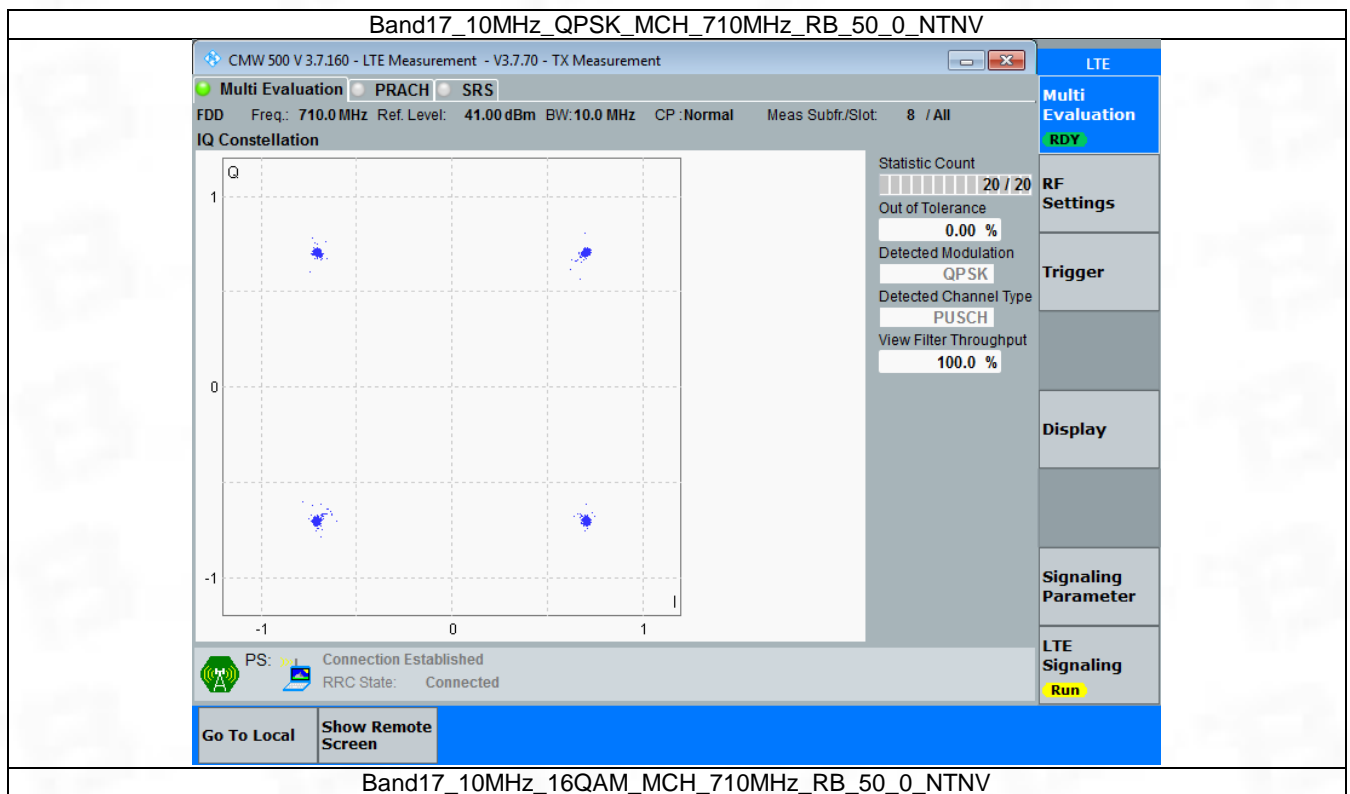 Band17_10MHz_QPSK_MCH_710MHz_RB_50_0_NTNV
CMW 500 V 3.7.160 - LTE Measurement - V3.7.70 - TX Measurement
LTE
Multi Evaluation PRACH SRS
FDD Freq.: 710.0 MHz Ref. Level: 41.00 dBm BW: 10.0 MHz CP : Normal Meas Subfr./Slot: 8 / All
IQ Constellation
Multi
Evaluation
RDY
Q
1
0
-1
I
-1 0 1
Statistic Count
20 / 20
Out of Tolerance
0.00 %
Detected Modulation
QPSK
Detected Channel Type
PUSCH
View Filter Throughput
100.0 %
RF
Settings
Trigger
Display
Signaling
Parameter
LTE
Signaling
Run
PS: Connection Established
RRC State: Connected
Go To Local
Show Remote
Screen
Band17_10MHz_16QAM_MCH_710MHz_RB_50_0_NTNV